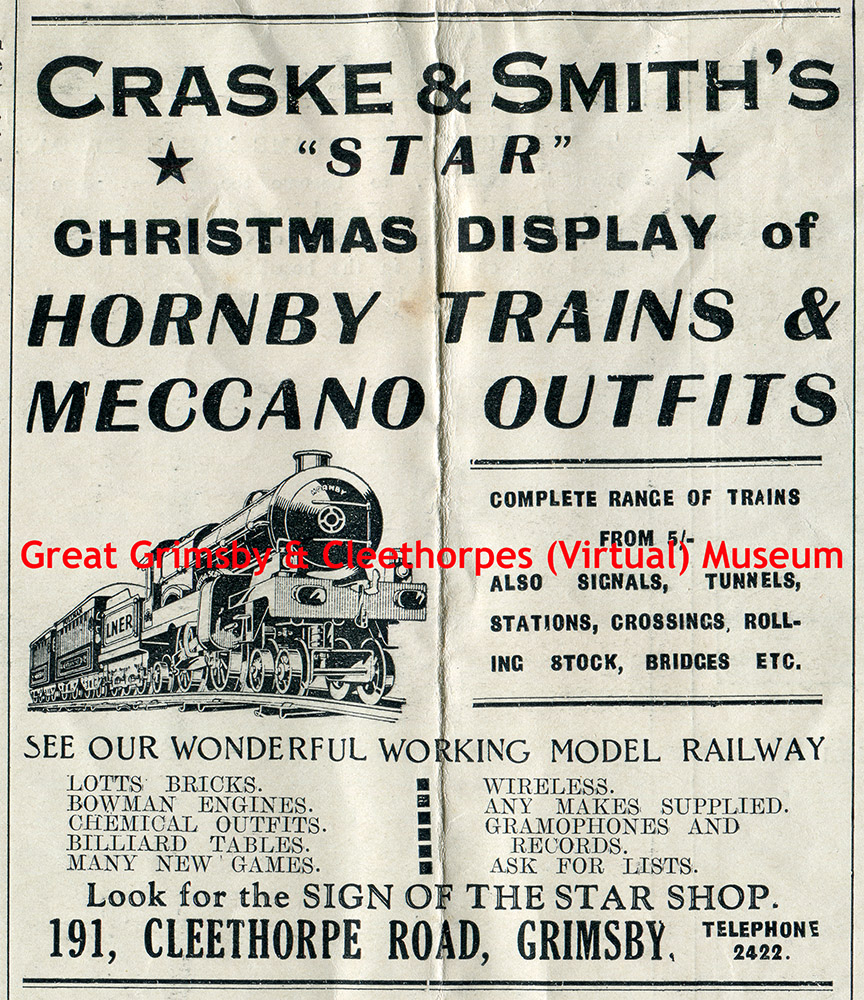 CRASKE & SMITH'S
★ "STAR" ★
CHRISTMAS DISPLAY of
HORNBY TRAINS &
MECCANO OUTFITS
HORNBY
LNER
COMPLETE RANGE OF TRAINS
FROM 5/-
Great Grimsby & Cleethorpes (Virtual) Museum
ALSO SIGNALS, TUNNELS,
STATIONS, CROSSINGS, ROLL-
ING STOCK, BRIDGES ETC.
SEE OUR WONDERFUL WORKING MODEL RAILWAY
LOTTS BRICKS.
BOWMAN ENGINES.
CHEMICAL OUTFITS.
BILLIARD TABLES.
MANY NEW GAMES.
WIRELESS.
ANY MAKES SUPPLIED.
GRAMOPHONES AND
RECORDS.
ASK FOR LISTS.
Look for the SIGN OF THE STAR SHOP.
191, CLEETHORPE ROAD, GRIMSBY. TELEPHONE
2422.